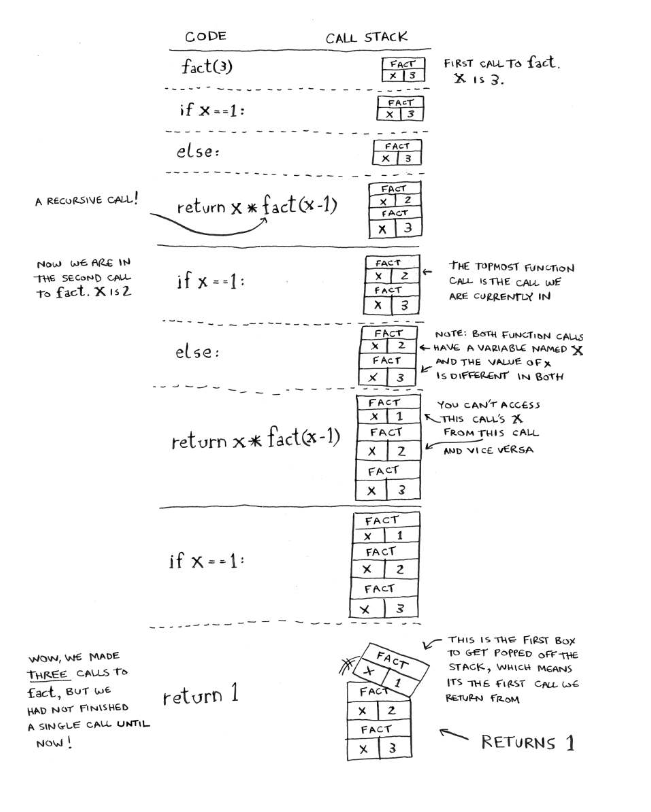 CODE
CALL STACK
fact(3)
FACT
X 3
FIRST CALL TO fact.
X IS 3.
if x==1:
FACT
X 3
else:
FACT
X 3
A RECURSIVE CALL!
return x * fact(x-1)
FACT
X 2
FACT
X 3
NOW WE ARE IN
THE SECOND CALL
TO fact. X IS 2
if x==1:
FACT
X 2
FACT
X 3
THE TOPMOST FUNCTION
CALL IS THE CALL WE
ARE CURRENTLY IN
else:
FACT
X 2
FACT
X 3
NOTE: BOTH FUNCTION CALLS
HAVE A VARIABLE NAMED X
AND THE VALUE OF X
IS DIFFERENT IN BOTH
return x * fact(x-1)
FACT
X 1
FACT
X 2
FACT
X 3
YOU CAN'T ACCESS
THIS CALL'S X
FROM THIS CALL
AND VICE VERSA
if x==1:
FACT
X 1
FACT
X 2
FACT
X 3
WOW, WE MADE
THREE CALLS TO
fact, BUT WE
HAD NOT FINISHED
A SINGLE CALL UNTIL
NOW!
return 1
FACT
X 1
FACT
X 2
FACT
X 3
THIS IS THE FIRST BOX
TO GET POPPED OFF THE
STACK, WHICH MEANS
ITS THE FIRST CALL WE
RETURN FROM
RETURNS 1